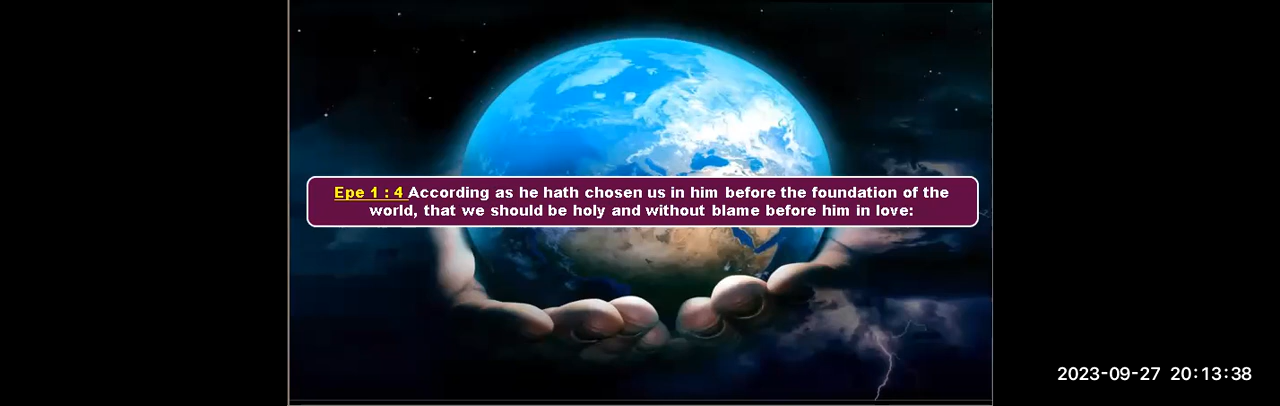 Epe 1 : 4 According as he hath chosen us in him before the foundation of the
world, that we should be holy and without blame before him in love:
2023-09-27 20:13:38